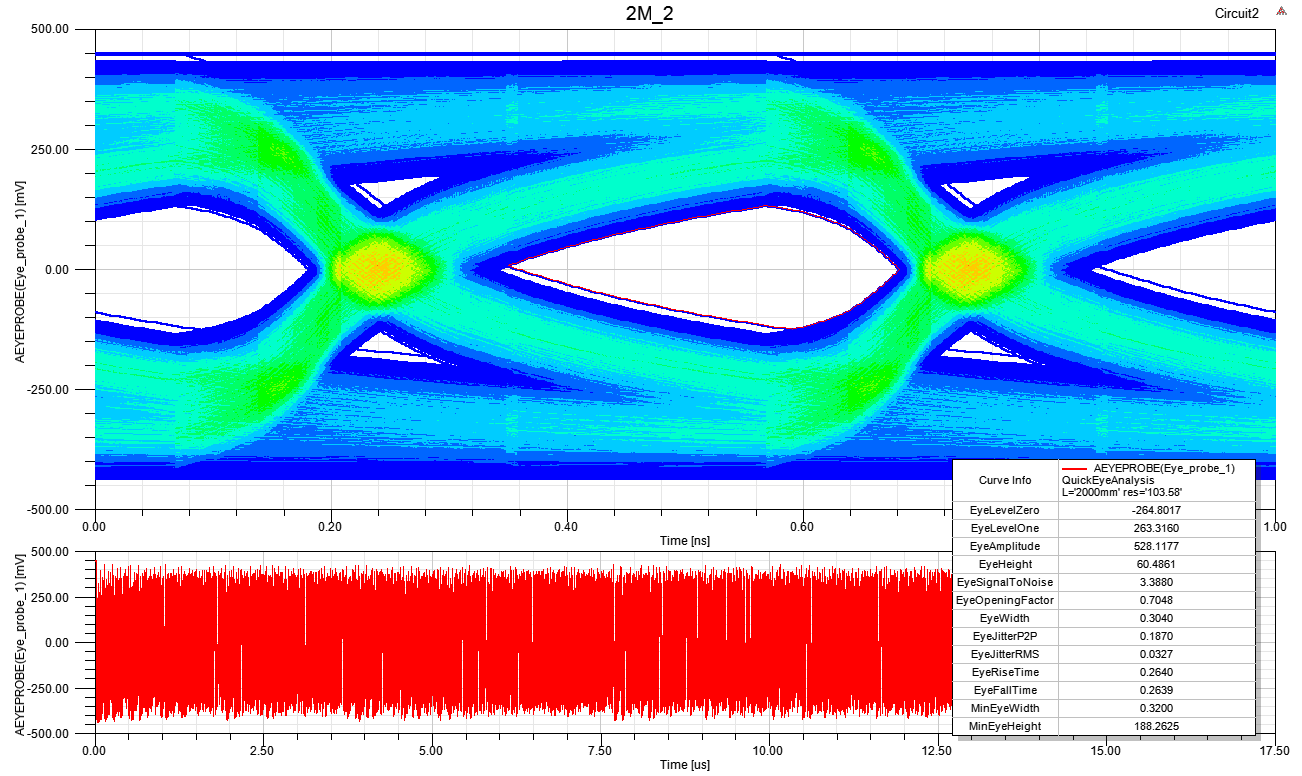 2M_2
Circuit2
500.00
250.00
0.00
-250.00
-500.00
AEYEPROBE(Eye_probe_1) [mV]
0.00 0.20 0.40 0.60 1.00
Time [ns]
Curve Info
AEYEPROBE(Eye_probe_1)
QuickEyeAnalysis
L='2000mm' res='103.58'
EyeLevelZero -264.8017
EyeLevelOne 263.3160
EyeAmplitude 528.1177
EyeHeight 60.4861
EyeSignalToNoise 3.3880
EyeOpeningFactor 0.7048
EyeWidth 0.3040
EyeJitterP2P 0.1870
EyeJitterRMS 0.0327
EyeRiseTime 0.2640
EyeFallTime 0.2639
MinEyeWidth 0.3200
MinEyeHeight 188.2625
500.00
250.00
0.00
-250.00
-500.00
AEYEPROBE(Eye_probe_1) [mV]
0.00 2.50 5.00 7.50 10.00 12.50 15.00 17.50
Time [us]